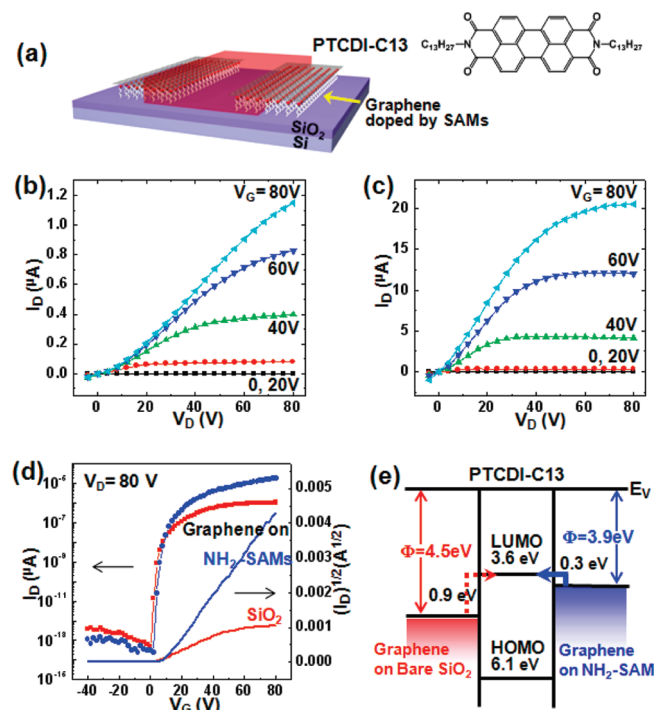 (a)
PTCDI-C13
O
O
C13H27-N
N-C13H27
O
O
Graphene
doped by SAMs
SiO2
Si
(b)
1.2
1.0
0.8
0.6
0.4
0.2
0.0
ID (µA)
VG= 80V
60V
40V
0, 20V
0 20 40 60 80
VD (V)
(c)
20
15
10
5
0
ID (µA)
VG= 80V
60V
40V
0, 20V
0 20 40 60 80
VD (V)
(d)
VD= 80 V
10-6
10-7
10-9
10-11
10-13
10-16
ID (µA)
Graphene on
NH2-SAMs
SiO2
0.005
0.004
0.003
0.002
0.001
0.000
(ID)1/2(A1/2)
-40 -20 0 20 40 60 80
VG (V)
(e)
PTCDI-C13
EV
Φ=4.5eV
Φ=3.9eV
LUMO
3.6 eV
0.9 eV
0.3 eV
HOMO
6.1 eV
Graphene
on Bare SiO2
Graphene
on NH2-SAM